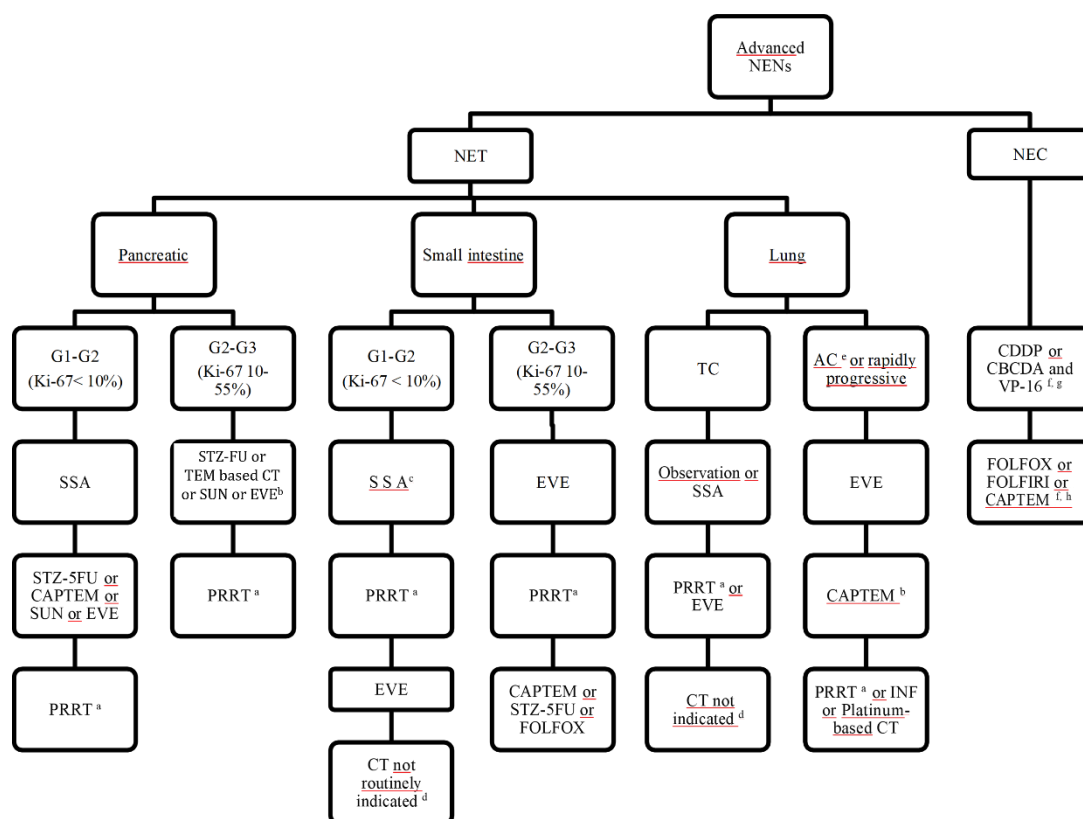 Advanced
NENs
NET
NEC
Pancreatic
Small intestine
Lung
G1-G2
(Ki-67< 10%)
G2-G3
(Ki-67 10-
55%)
G1-G2
(Ki-67 < 10%)
G2-G3
(Ki-67 10-
55%)
TC
AC e or rapidly
progressive
CDDP or
CBCDA and
VP-16 f, g
SSA
STZ-FU or
TEM based CT
or SUN or EVEb
S S Ac
EVE
Observation or
SSA
EVE
FOLFOX or
FOLFIRI or
CAPTEM f, h
STZ-5FU or
CAPTEM or
SUN or EVE
PRRT a
PRRT a
PRRTa
PRRT a or
EVE
CAPTEM b
PRRT a
EVE
CAPTEM or
STZ-5FU or
FOLFOX
CT not
indicated d
PRRT a or INF
or Platinum-
based CT
CT not
routinely
indicated d